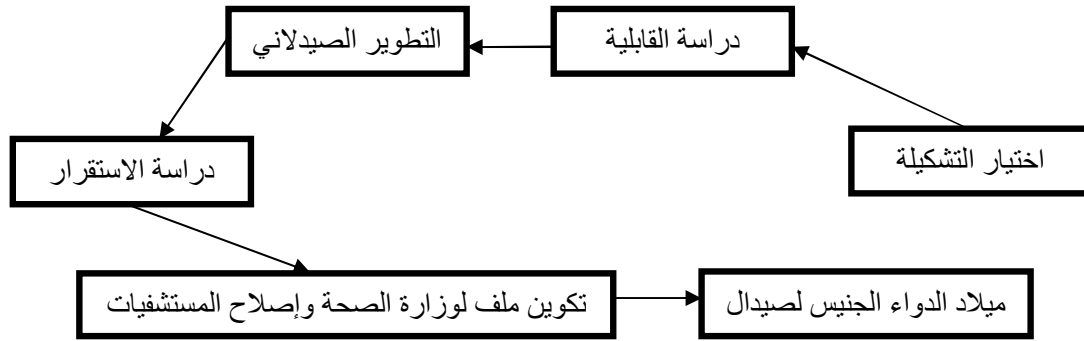 التطوير الصيدلاني
دراسة القابلية
اختيار التشكيلة
دراسة الاستقرار
تكوين ملف لوزارة الصحة وإصلاح المستشفيات
ميلاد الدواء الجنيس لصيدال